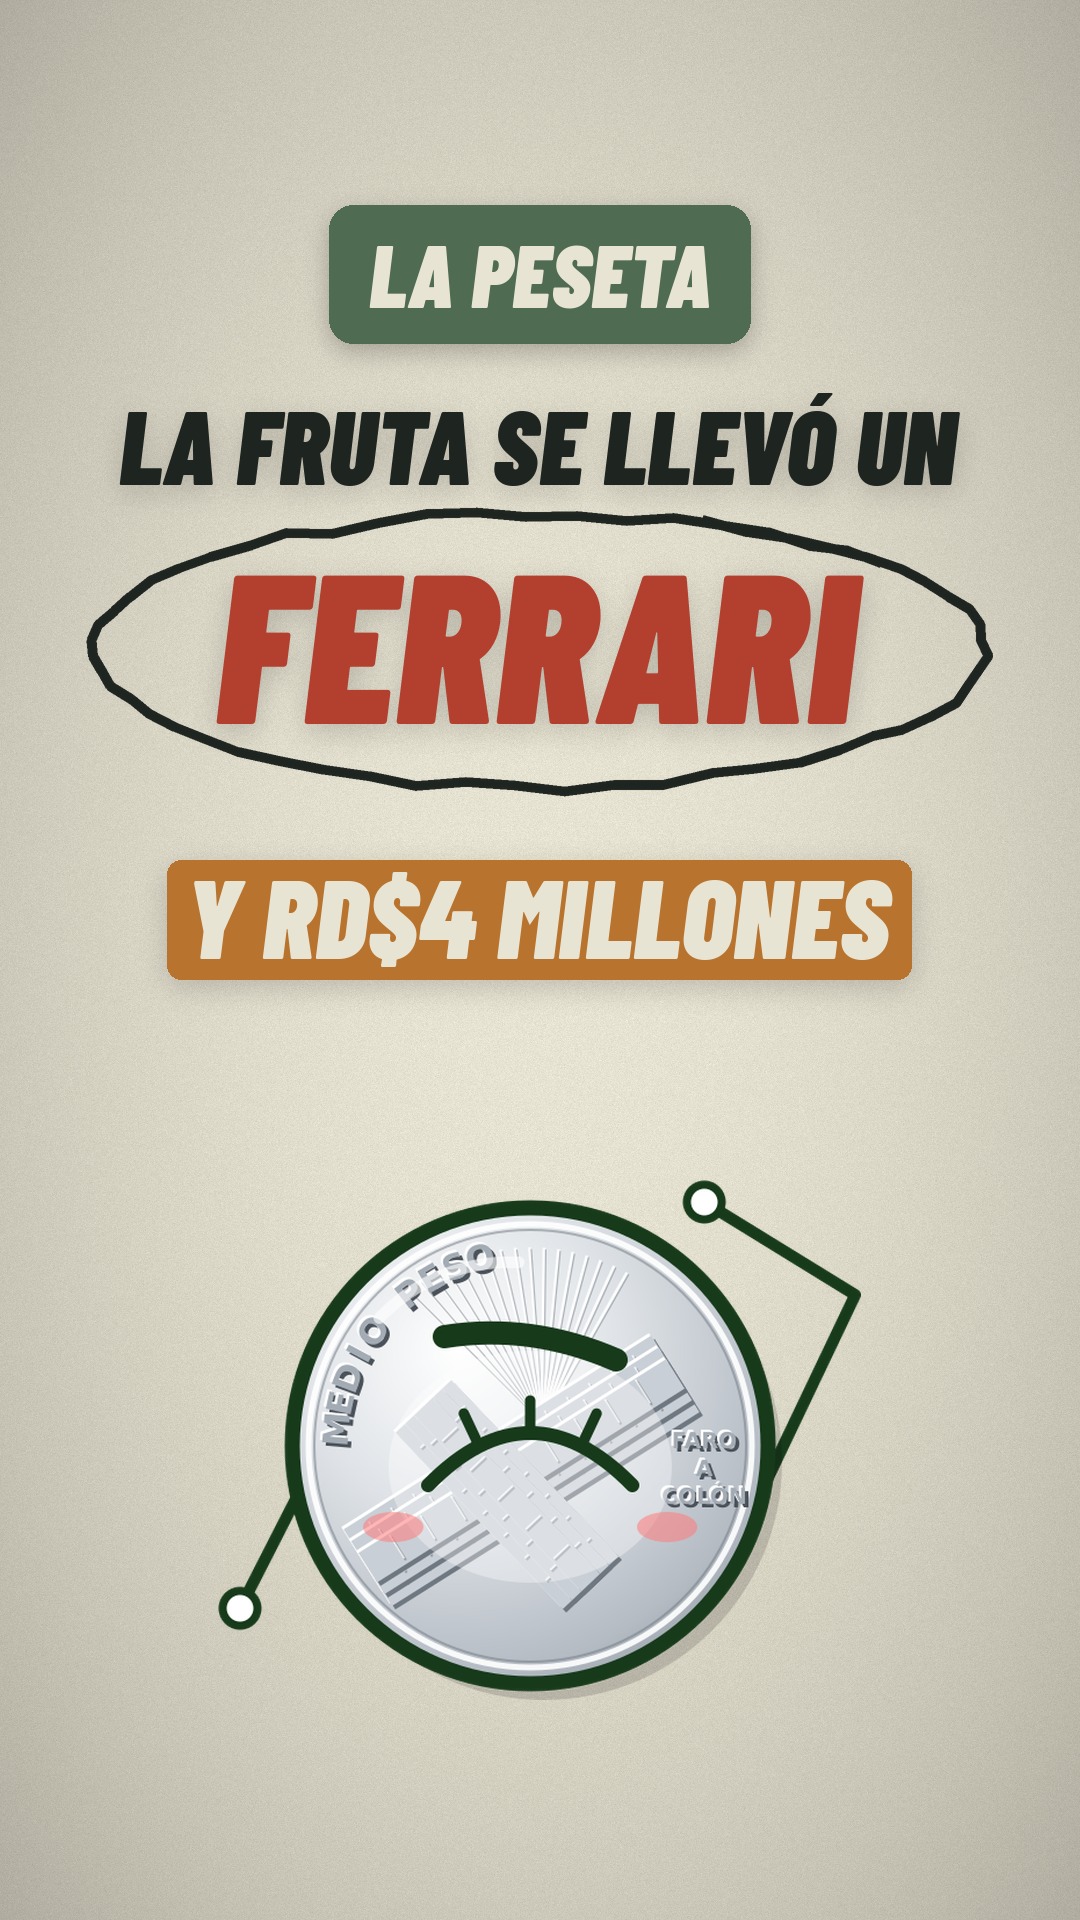 LA PESETA
LA FRUTA SE LLEVÓ UN
FERRARI
Y RD$4 MILLONES
MEDIO PESO
FARO
A
COLÓN